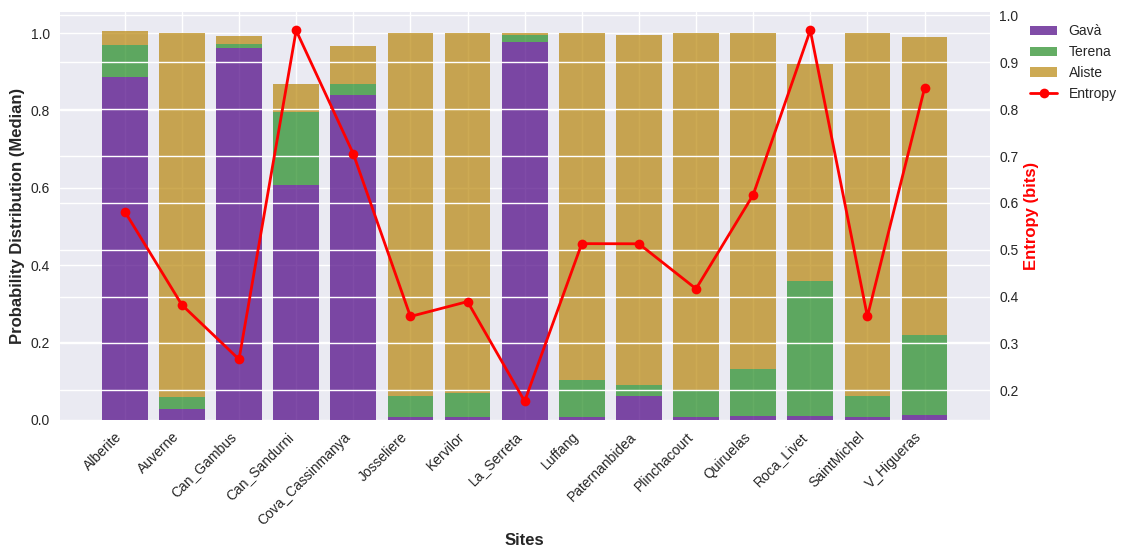 Probability Distribution (Median)
1.0
0.8
0.6
0.4
0.2
0.0
1.0
0.9
0.8
0.7
0.6
0.5
0.4
0.3
0.2
Entropy (bits)
Gavà
Terena
Aliste
Entropy
Alberite
Auverne
Can_Gambus
Can_Sandurni
Cova_Cassinmanya
Josseliere
Kervilor
La_Serreta
Luffang
Paternanbidea
Plinchacourt
Quiruelas
Roca_Livet
SaintMichel
V_Higueras
Sites